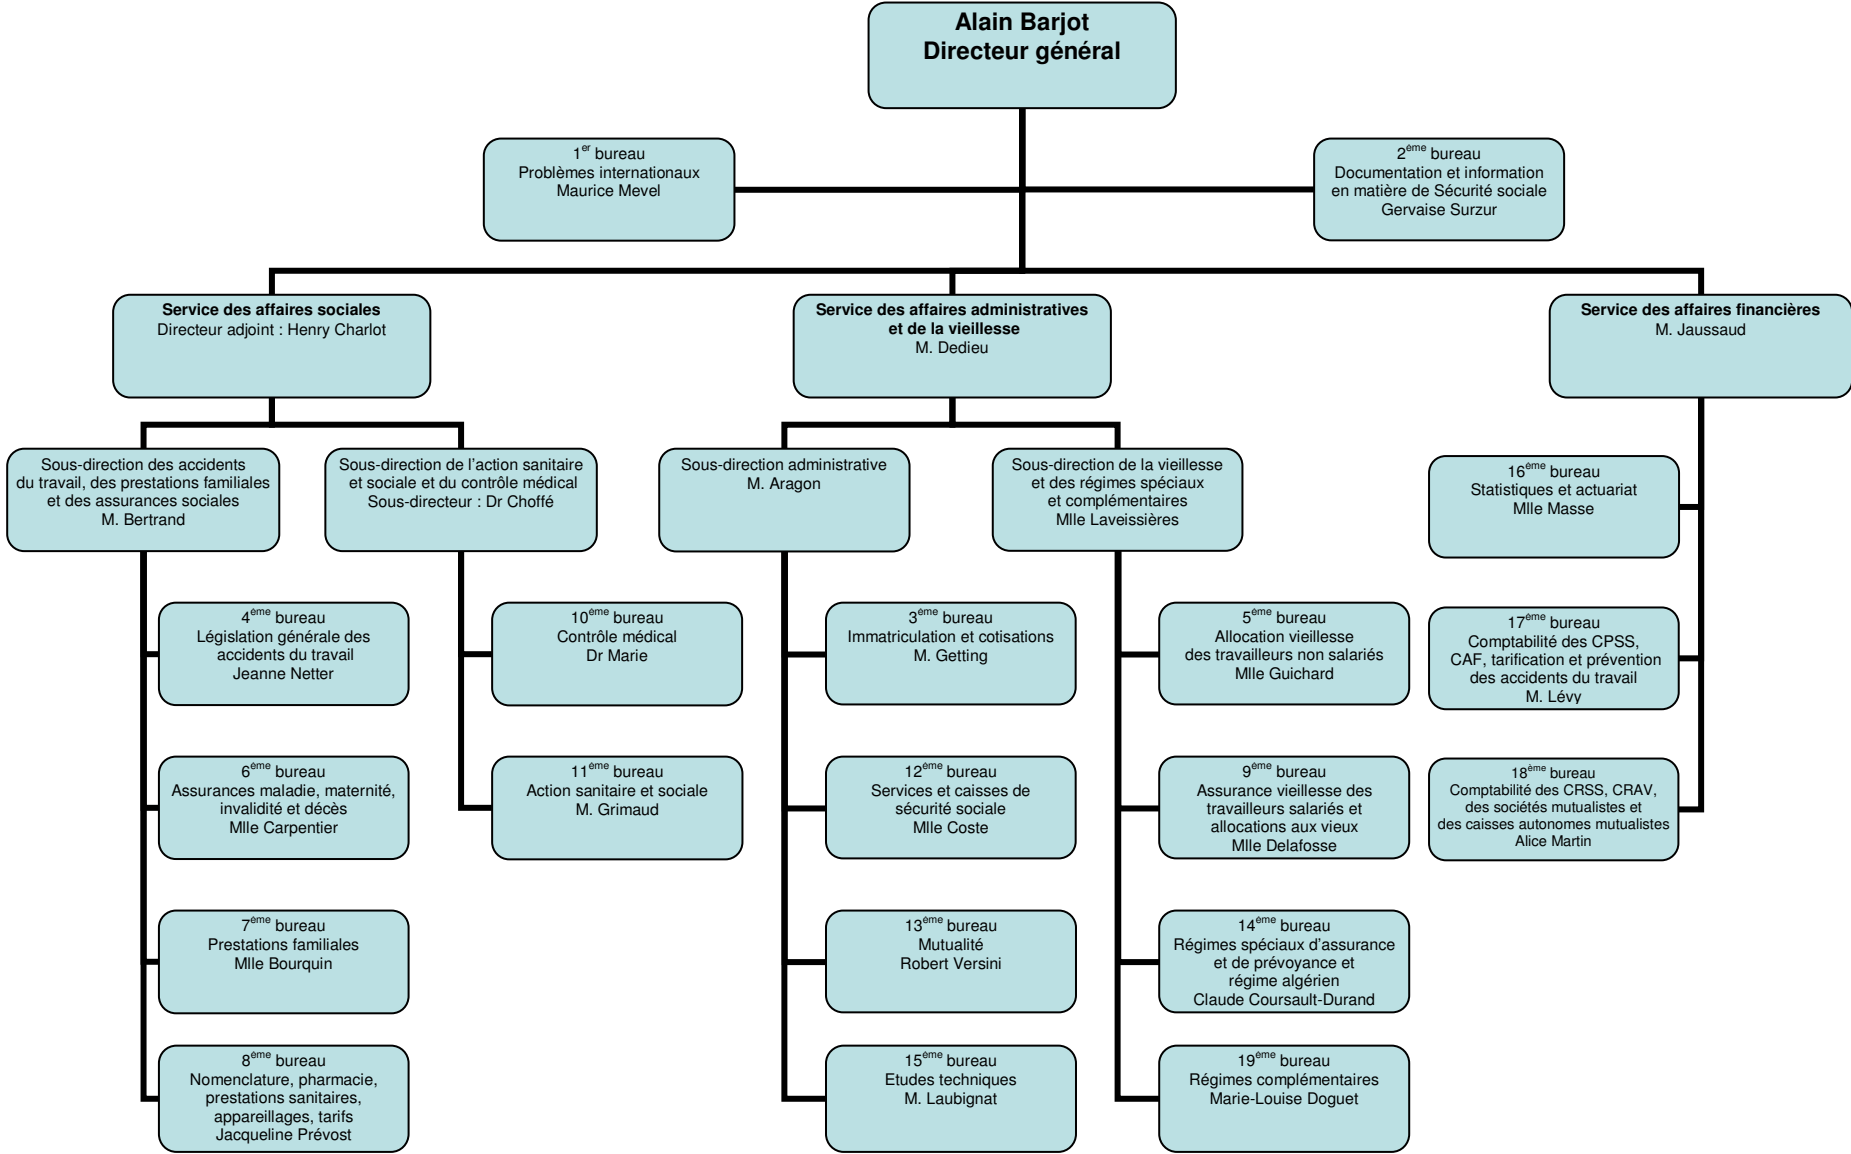 Alain Barjot
Directeur général
1er bureau
Problèmes internationaux
Maurice Mevel
2ème bureau
Documentation et information
en matière de Sécurité sociale
Gervaise Surzur
Service des affaires sociales
Directeur adjoint : Henry Charlot
Service des affaires administratives
et de la vieillesse
M. Dedieu
Service des affaires financières
M. Jaussaud
Sous-direction des accidents
du travail, des prestations familiales
et des assurances sociales
M. Bertrand
Sous-direction de l'action sanitaire
et sociale et du contrôle médical
Sous-directeur : Dr Choffé
Sous-direction administrative
M. Aragon
Sous-direction de la vieillesse
et des régimes spéciaux
et complémentaires
Mlle Laveissières
16ème bureau
Statistiques et actuariat
Mlle Masse
4ème bureau
Législation générale des
accidents du travail
Jeanne Netter
10ème bureau
Contrôle médical
Dr Marie
3ème bureau
Immatriculation et cotisations
M. Getting
5ème bureau
Allocation vieillesse
des travailleurs non salariés
Mlle Guichard
17ème bureau
Comptabilité des CPSS,
CAF, tarification et prévention
des accidents du travail
M. Lévy
6ème bureau
Assurances maladie, maternité,
invalidité et décès
Mlle Carpentier
11ème bureau
Action sanitaire et sociale
M. Grimaud
12ème bureau
Services et caisses de
sécurité sociale
Mlle Coste
9ème bureau
Assurance vieillesse des
travailleurs salariés et
allocations aux vieux
Mlle Delafosse
18ème bureau
Comptabilité des CRSS, CRAV,
des sociétés mutualistes et
des caisses autonomes mutualistes
Alice Martin
7ème bureau
Prestations familiales
Mlle Bourquin
13ème bureau
Mutualité
Robert Versini
14ème bureau
Régimes spéciaux d'assurance
et de prévoyance et
régime algérien
Claude Coursault-Durand
8ème bureau
Nomenclature, pharmacie,
prestations sanitaires,
appareillages, tarifs
Jacqueline Prévost
15ème bureau
Etudes techniques
M. Laubignat
19ème bureau
Régimes complémentaires
Marie-Louise Doguet